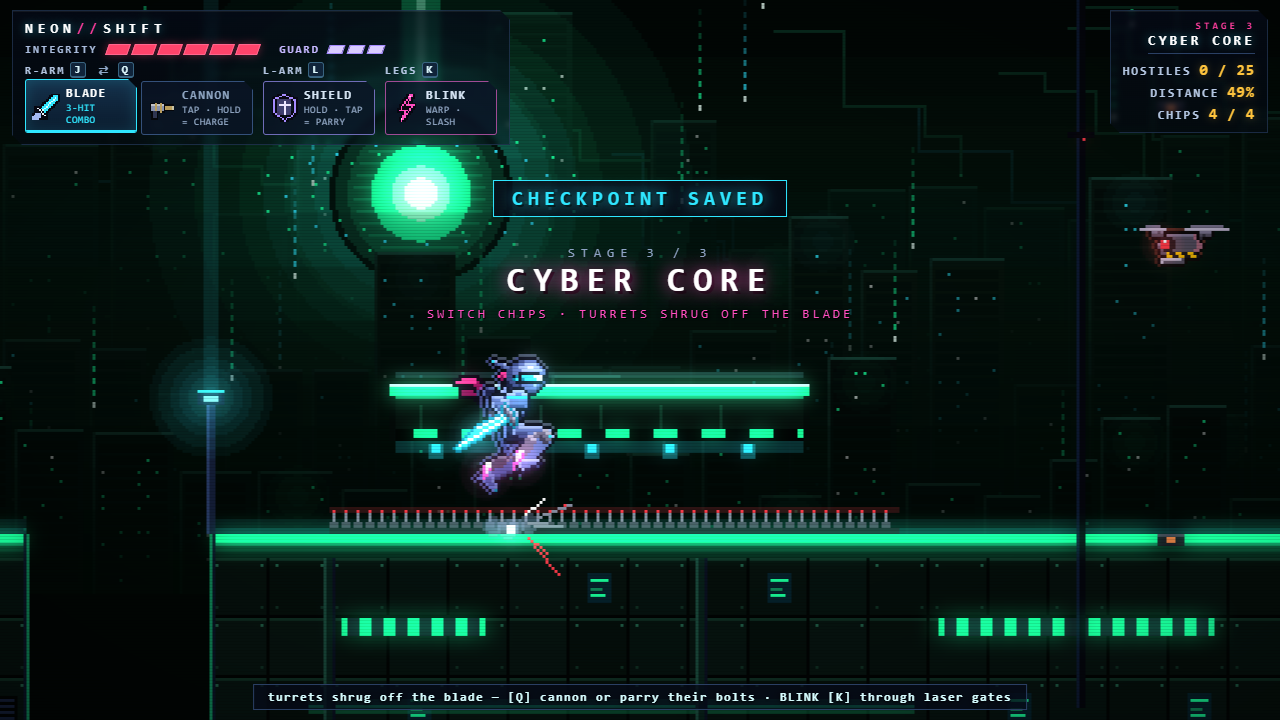 NEON//SHIFT
INTEGRITY GUARD
R-ARM J ⇄ Q L-ARM L LEGS K
BLADE
3-HIT
COMBO
CANNON
TAP · HOLD
= CHARGE
SHIELD
HOLD · TAP
= PARRY
BLINK
WARP ·
SLASH
STAGE 3
CYBER CORE
HOSTILES 0 / 25
DISTANCE 49%
CHIPS 4 / 4
CHECKPOINT SAVED
STAGE 3 / 3
CYBER CORE
SWITCH CHIPS · TURRETS SHRUG OFF THE BLADE
turrets shrug off the blade — [Q] cannon or parry their bolts · BLINK [K] through laser gates